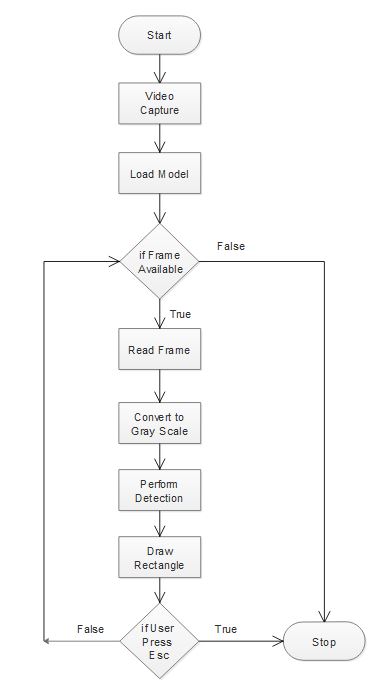 Start
Video
Capture
Load Model
if Frame
Available
False
True
Read Frame
Convert to
Gray Scale
Perform
Detection
Draw
Rectangle
if User
Press
Esc
False
True
Stop